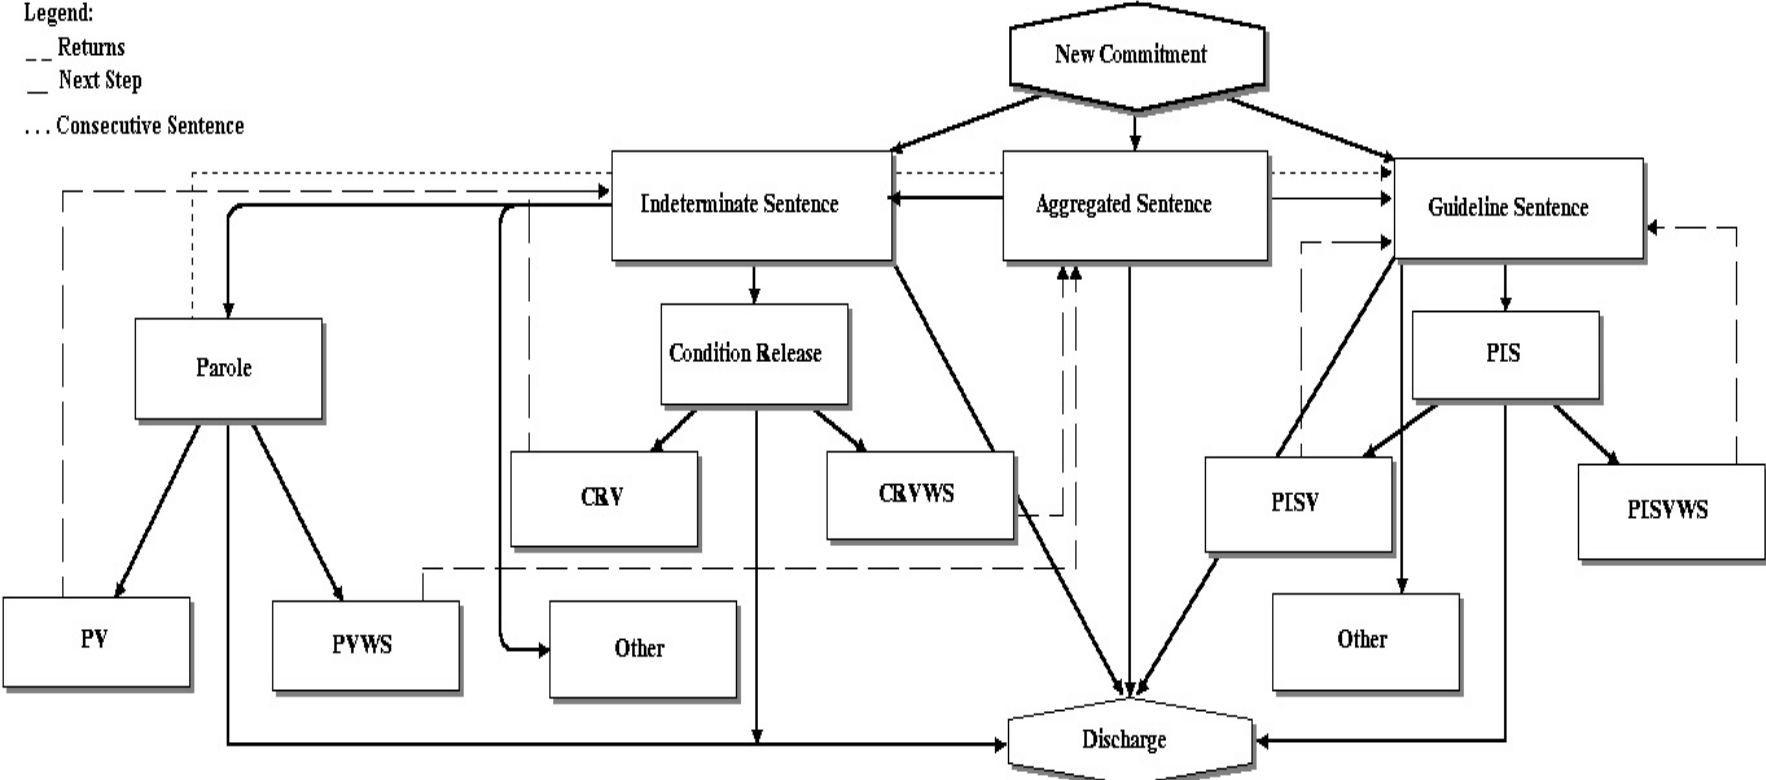 Legend:
_ _ Returns
__ Next Step
. . . Consecutive Sentence
New Commitment
Indeterminate Sentence
Aggregated Sentence
Guideline Sentence
Parole
Condition Release
PIS
CRV
CRVWS
PISV
PISVWS
PV
PVWS
Other
Other
Discharge